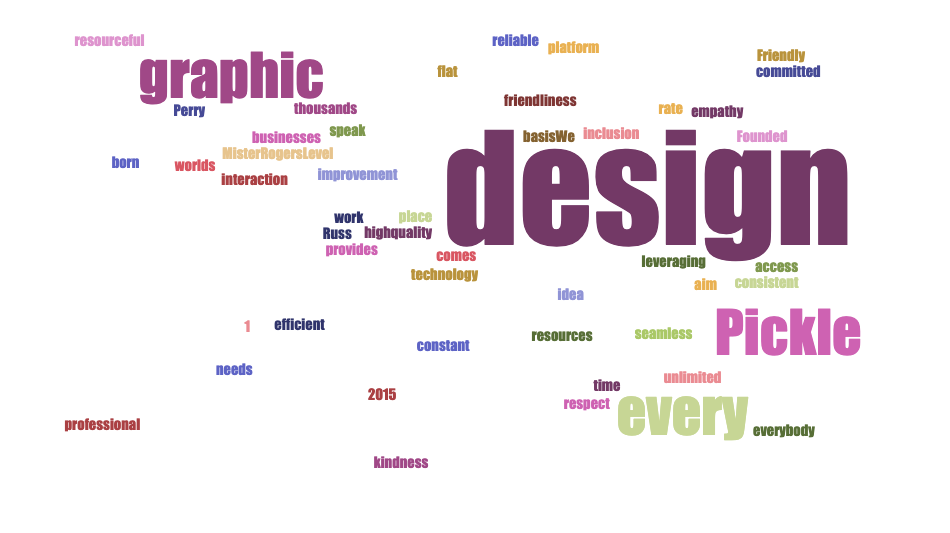 resourceful
reliable
platform
Friendly
graphic
flat
committed
friendliness
Perry
thousands
rate
empathy
businesses
speak
basisWe
inclusion
Founded
design
MisterRogersLevel
born
worlds
interaction
improvement
work
place
Russ
highquality
provides
comes
leveraging
access
technology
aim
consistent
idea
1
efficient
resources
seamless
Pickle
constant
needs
unlimited
time
2015
respect
every
professional
everybody
kindness